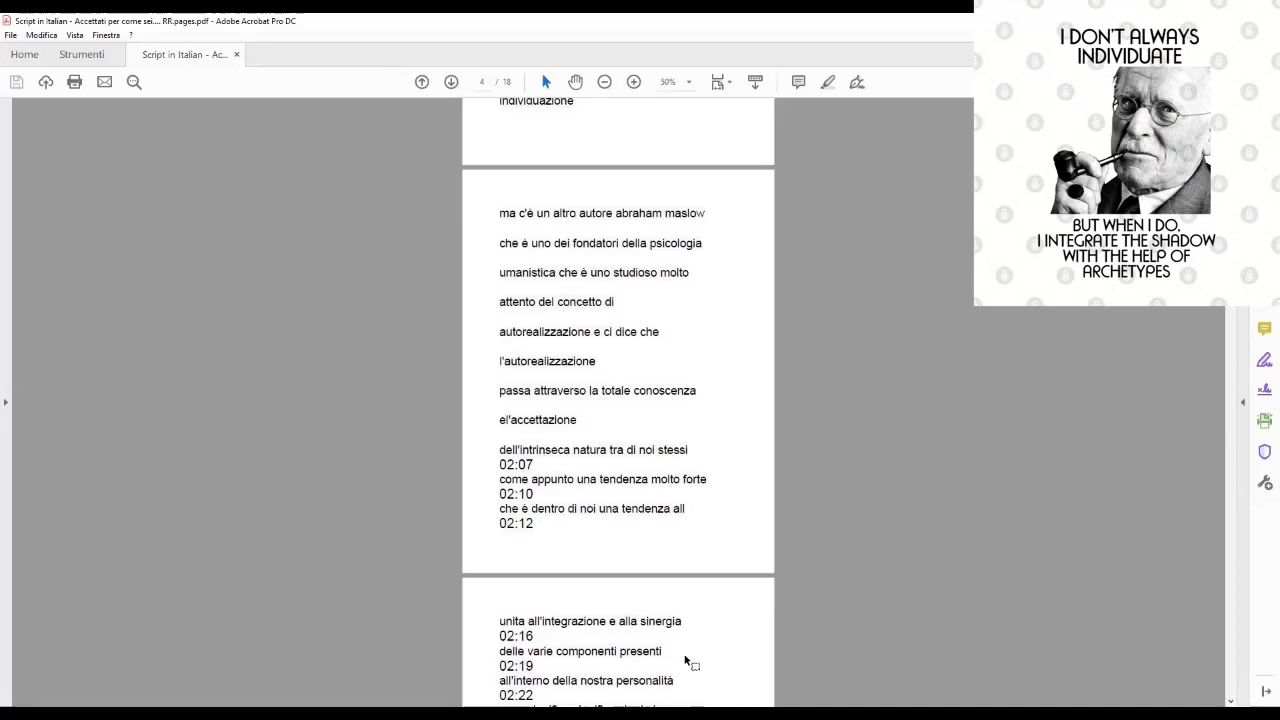 Script in Italian - Accettati per come sei.... RR.pages.pdf - Adobe Acrobat Pro DC
File Modifica Vista Finestra ?
Home Strumenti Script in Italian - Ac... ×
4 / 18 50%
individuazione
ma c'è un altro autore abraham maslow
che è uno dei fondatori della psicologia
umanistica che è uno studioso molto
attento del concetto di
autorealizzazione e ci dice che
l'autorealizzazione
passa attraverso la totale conoscenza
el'accettazione
dell'intrinseca natura tra di noi stessi
02:07
come appunto una tendenza molto forte
02:10
che è dentro di noi una tendenza all
02:12
unita all'integrazione e alla sinergia
02:16
delle varie componenti presenti
02:19
all'interno della nostra personalità
02:22
I DON'T ALWAYS
INDIVIDUATE
BUT WHEN I DO,
I INTEGRATE THE SHADOW
WITH THE HELP OF
ARCHETYPES